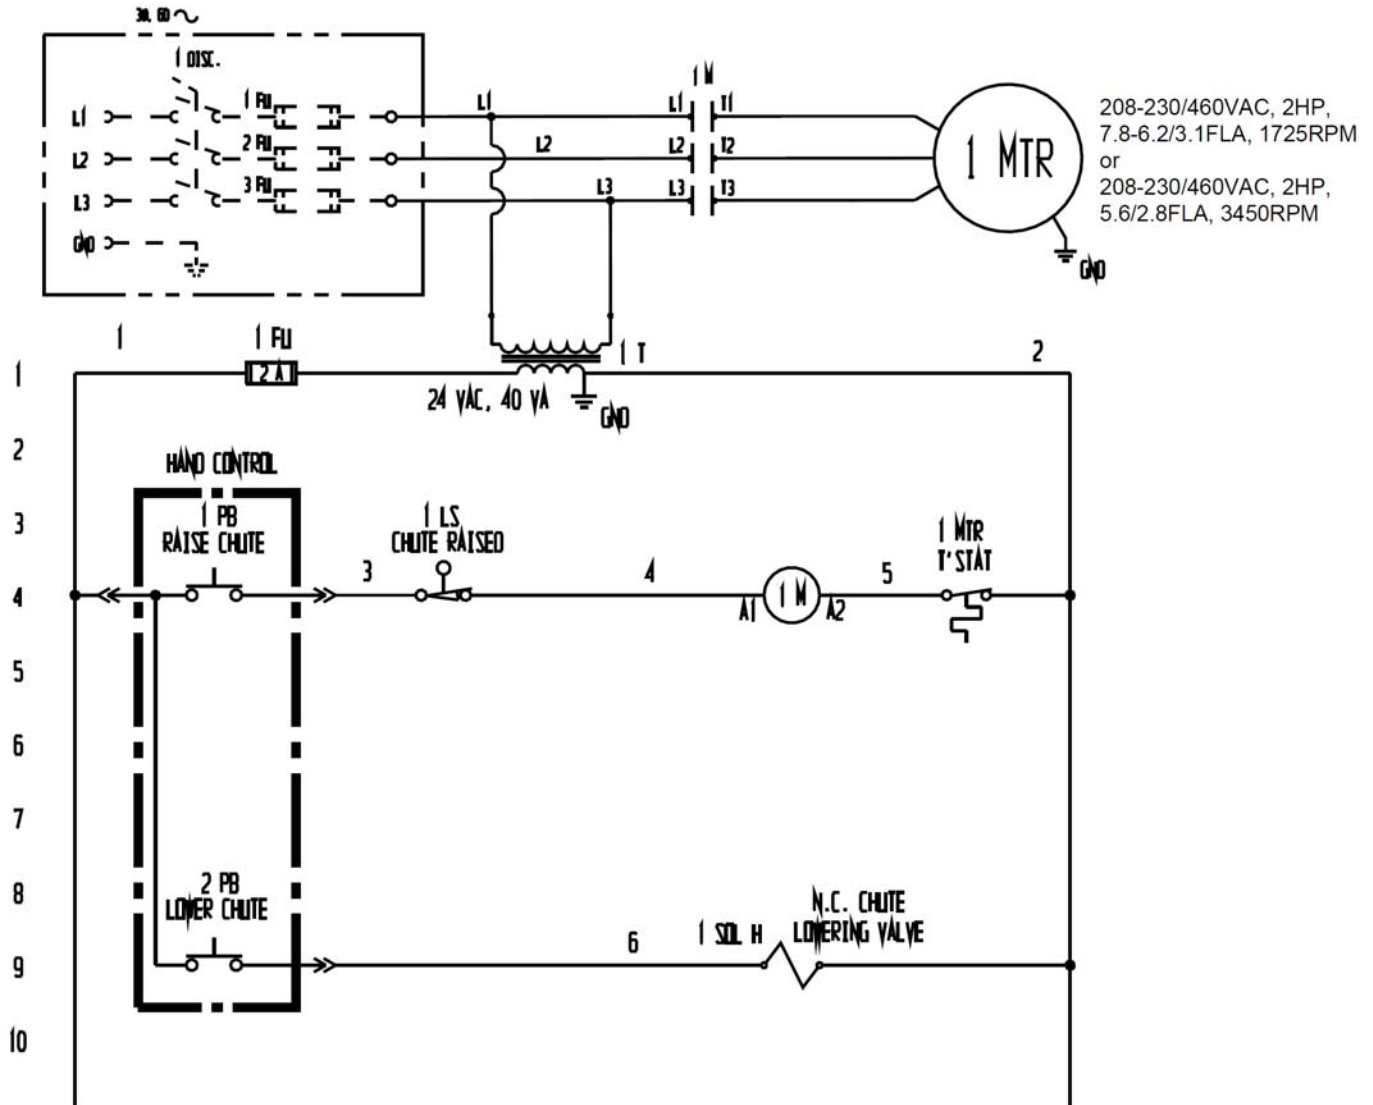 3Ø, 60~
1 DISC.
L1
1 FU
L1
1 M
L1
T1
L2
2 FU
L2
L2
T2
L3
3 FU
L3
L3
T3
GND
1 MTR
208-230/460VAC, 2HP,
7.8-6.2/3.1FLA, 1725RPM
or
208-230/460VAC, 2HP,
5.6/2.8FLA, 3450RPM
GND
1
1 FU
1 T
2
1
2 A
24 VAC, 40 VA
GND
2
HAND CONTROL
3
1 PB
RAISE CHUTE
1 LS
CHUTE RAISED
1 MTR
T'STAT
4
3
4
A1
1 M
A2
5
5
6
7
8
2 PB
LOWER CHUTE
N.C. CHUTE
LOWERING VALVE
9
6
1 SOL H
10